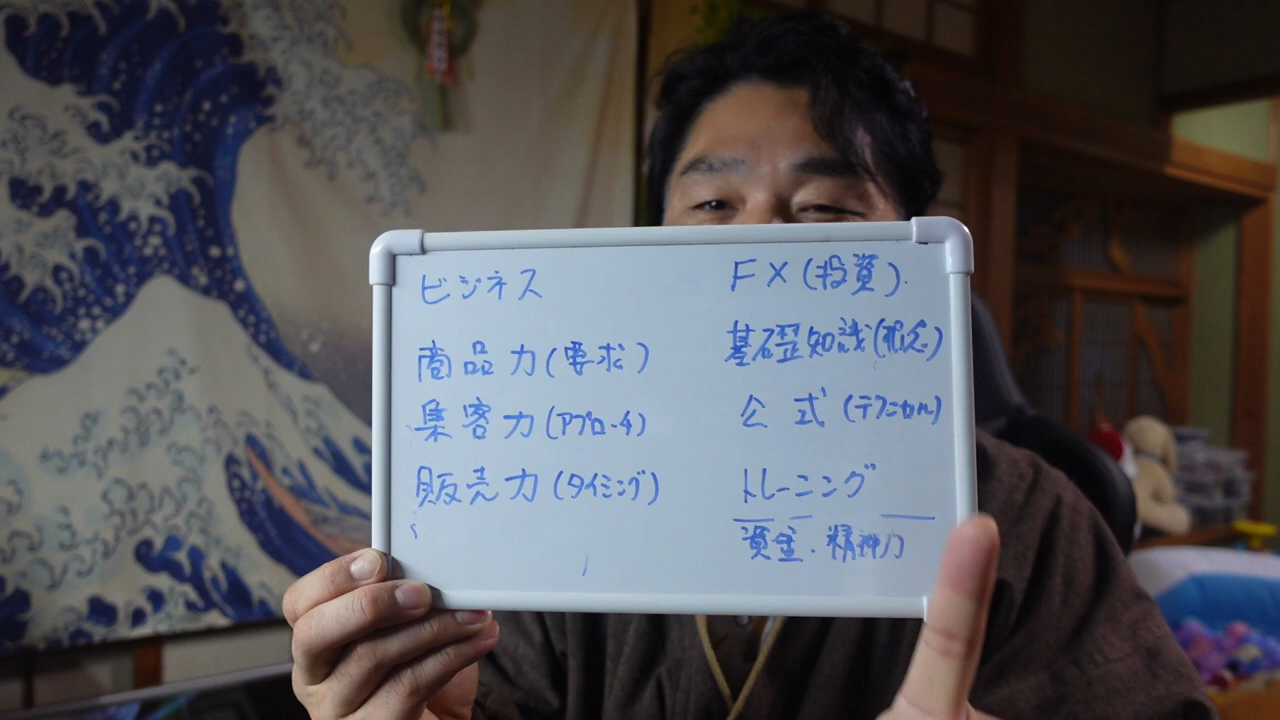 ビジネス
商品力(要求)
集客力(アプローチ)
販売力(タイミング)
FX(投資)
基礎知識(概念)
公式(テクニカル)
トレーニング
資金・精神力